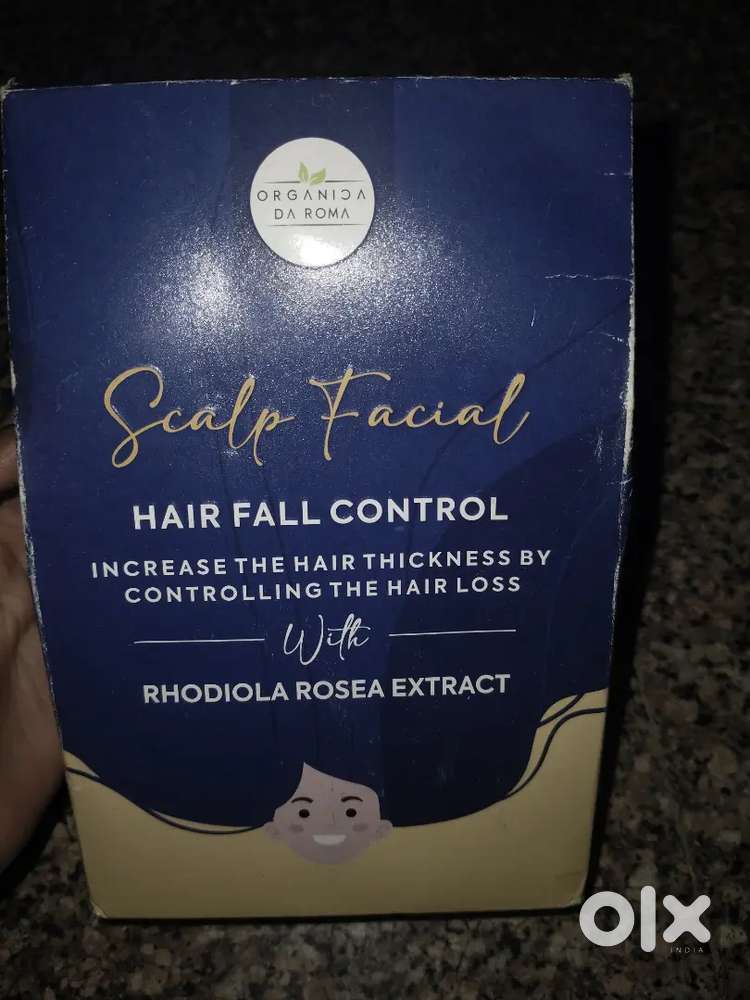 ORGANICA
DA ROMA
Scalp Facial
HAIR FALL CONTROL
INCREASE THE HAIR THICKNESS BY
CONTROLLING THE HAIR LOSS
With
RHODIOLA ROSEA EXTRACT
olx
INDIA